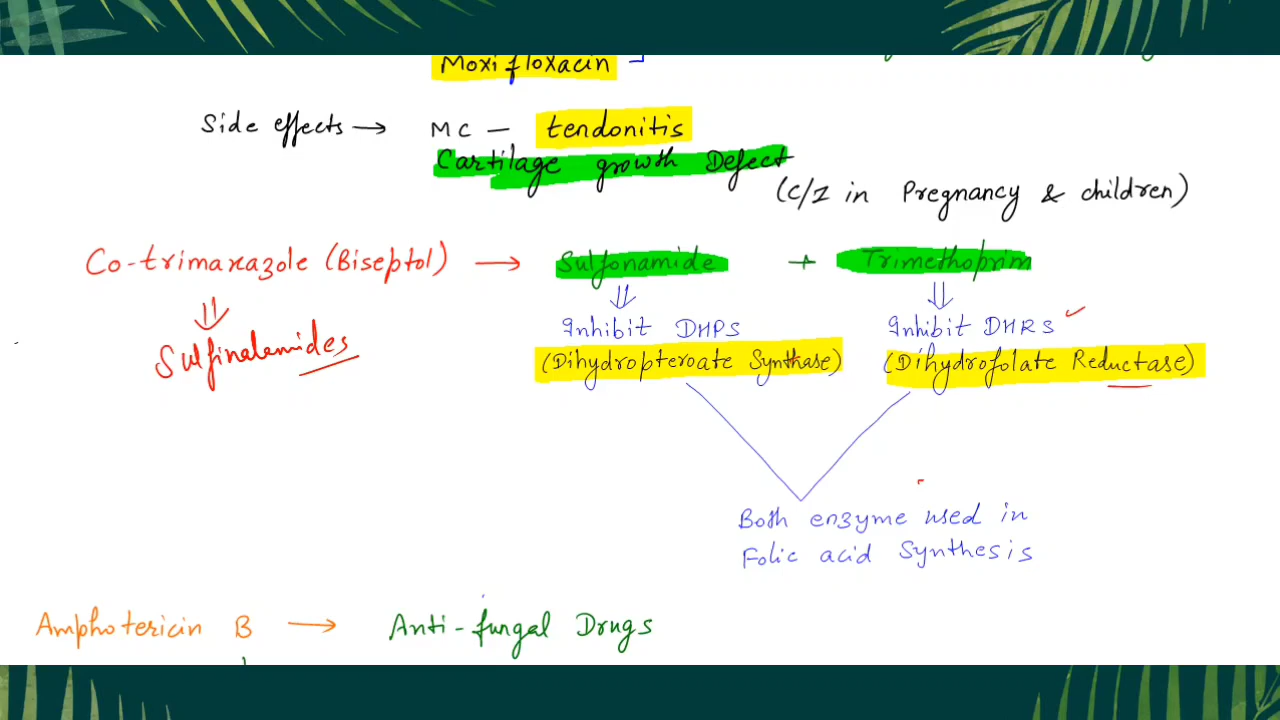 Moxifloxacin
Side effects → MC – tendonitis
Cartilage growth Defect
(C/I in Pregnancy & children)
Co-trimaxazole (Biseptol) → Sulfonamide + Trimethoprim
⇓ ⇓ ⇓
Sulfinalamides Inhibit DHPS Inhibit DHRS ✓
(Dihydropteroate Synthase) (Dihydrofolate Reductase)
Both enzyme used in
Folic acid Synthesis
Amphotericin B → Anti-fungal Drugs